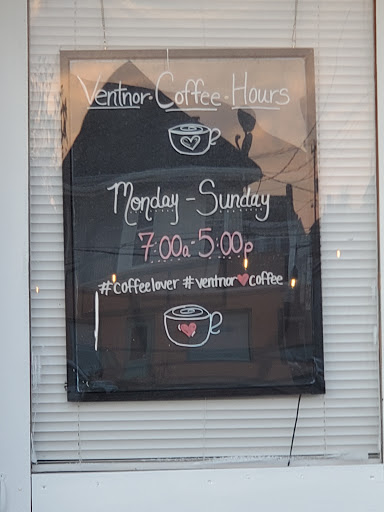 Ventnor · Coffee · Hours
Monday - Sunday
7:00a - 5:00p
#coffeelover #ventnor❤coffee